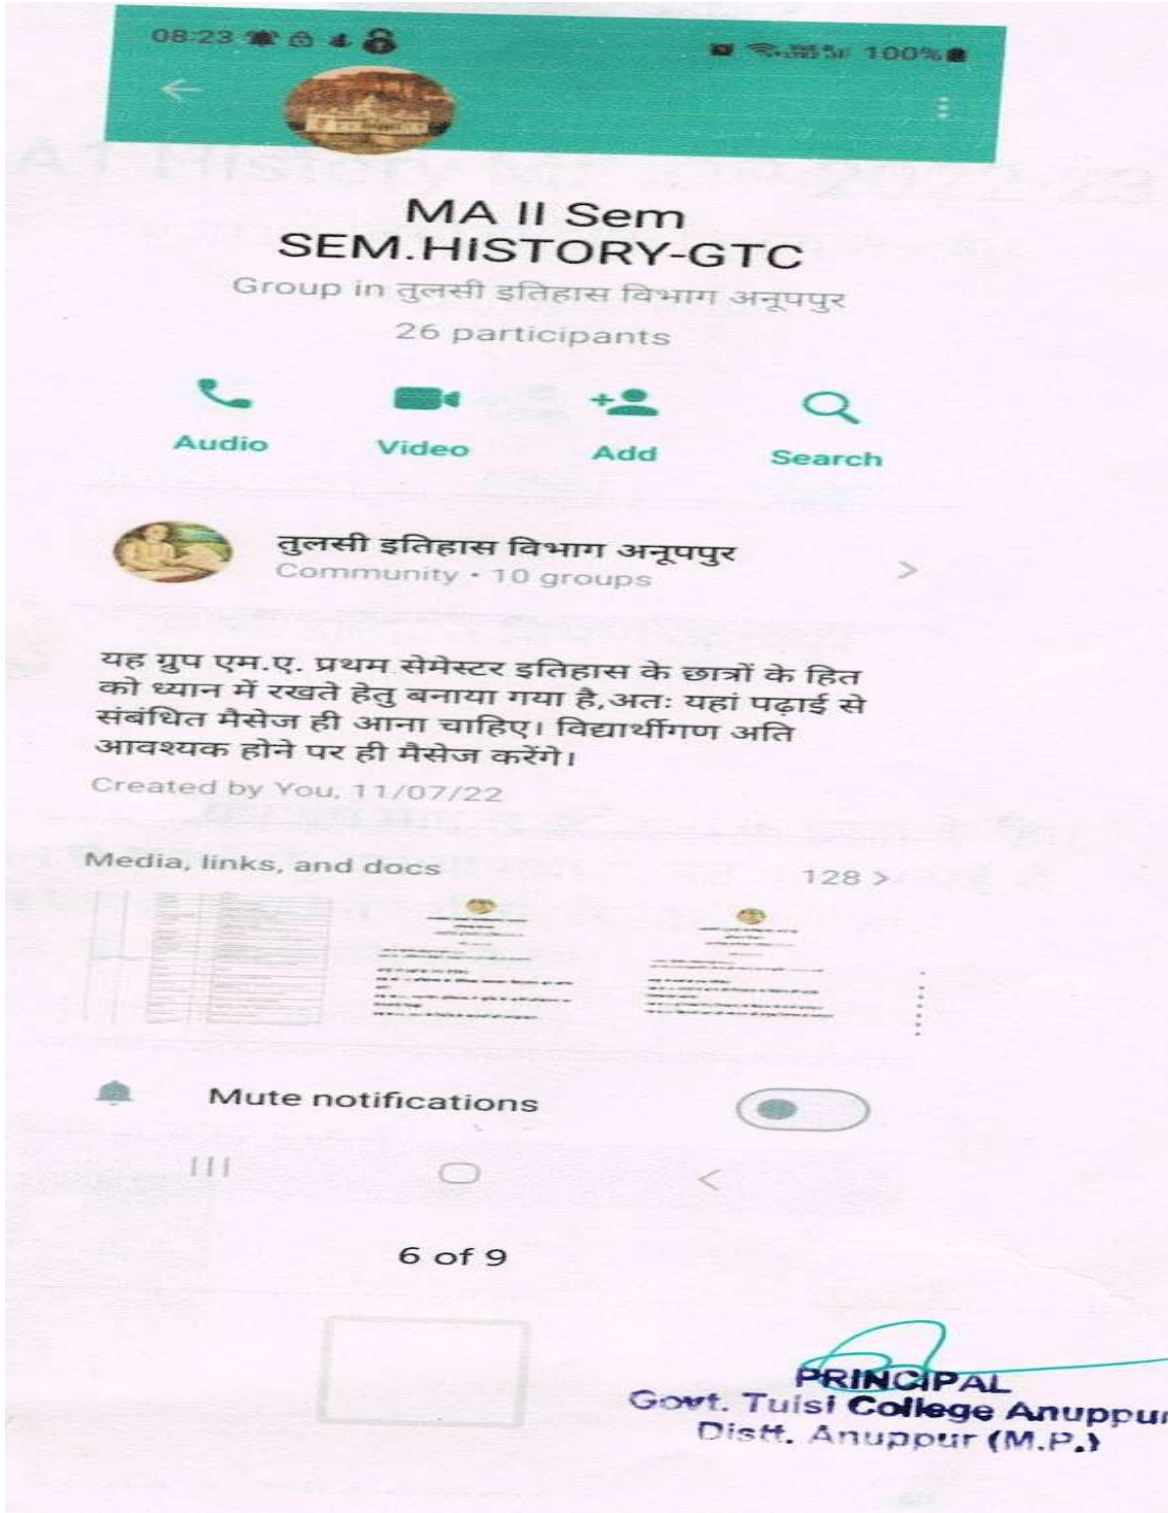 08:23
100%
MA II Sem
SEM.HISTORY-GTC
Group in तुलसी इतिहास विभाग अनूपपुर
26 participants
Audio Video Add Search
तुलसी इतिहास विभाग अनूपपुर
Community • 10 groups
यह ग्रुप एम.ए. प्रथम सेमेस्टर इतिहास के छात्रों के हित
को ध्यान में रखते हेतु बनाया गया है,अतः यहां पढ़ाई से
संबंधित मैसेज ही आना चाहिए। विद्यार्थीगण अति
आवश्यक होने पर ही मैसेज करेंगे।
Created by You, 11/07/22
Media, links, and docs
128 >
Mute notifications
6 of 9
PRINCIPAL
Govt. Tulsi College Anuppur
Distt. Anuppur (M.P.)